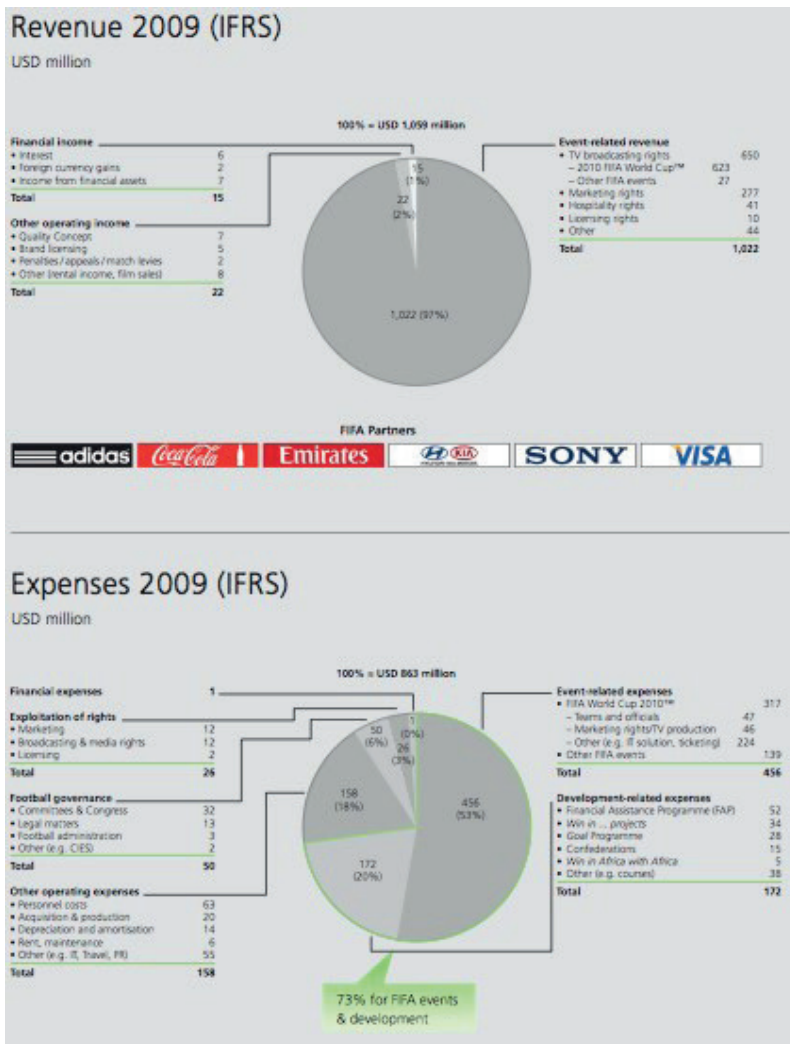 Revenue 2009 (IFRS)
USD million
100% = USD 1,059 million
Financial income
• Interest 6
• Foreign currency gains 2
• Income from financial assets 7
Total 15
Other operating income
• Quality Concept 7
• Brand licensing 5
• Penalties/appeals/match levies 2
• Other (rental income, film sales) 8
Total 22
15
(1%)
22
(2%)
1,022 (97%)
Event-related revenue
• TV broadcasting rights 650
– 2010 FIFA World Cup™ 623
– Other FIFA events 27
• Marketing rights 277
• Hospitality rights 41
• Licensing rights 10
• Other 44
Total 1,022
FIFA Partners
adidas Coca-Cola Emirates HYUNDAI KIA SONY VISA
Expenses 2009 (IFRS)
USD million
100% = USD 863 million
Financial expenses 1
Exploitation of rights
• Marketing 12
• Broadcasting & media rights 12
• Licensing 2
Total 26
Football governance
• Committees & Congress 32
• Legal matters 13
• Football administration 3
• Other (e.g. CIES) 2
Total 50
Other operating expenses
• Personnel costs 63
• Acquisition & production 20
• Depreciation and amortisation 14
• Rent, maintenance 6
• Other (e.g. IT, Travel, PR) 55
Total 158
1
(0%)
50
(6%)
26
(3%)
158
(18%)
456
(53%)
172
(20%)
Event-related expenses
• FIFA World Cup 2010™ 317
– Teams and officials 47
– Marketing rights/TV production 46
– Other (e.g. IT solution, ticketing) 224
• Other FIFA events 139
Total 456
Development-related expenses
• Financial Assistance Programme (FAP) 52
• Win in ... projects 34
• Goal Programme 28
• Confederations 15
• Win in Africa with Africa 5
• Other (e.g. courses) 38
Total 172
73% for FIFA events
& development